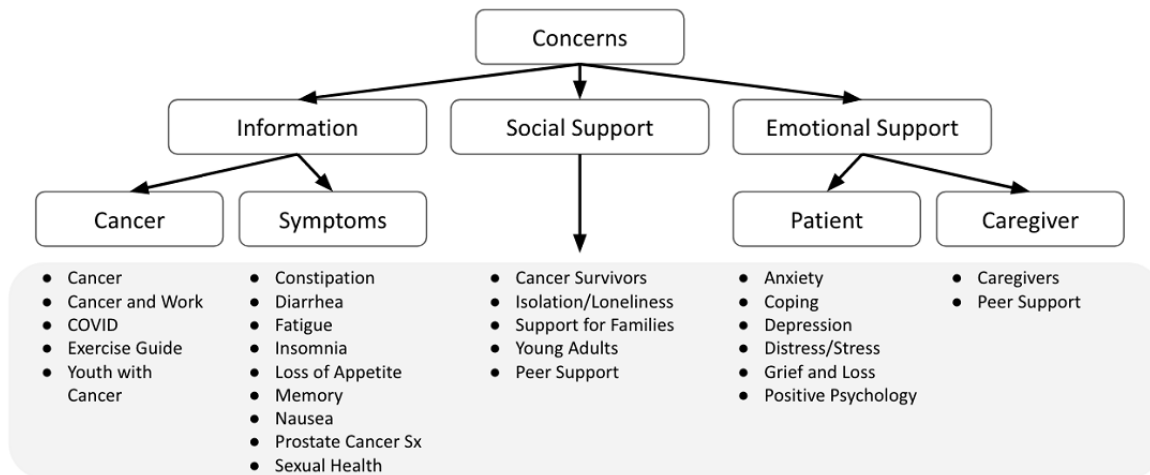 Concerns
Information
Social Support
Emotional Support
Cancer
Symptoms
Patient
Caregiver
● Cancer
● Cancer and Work
● COVID
● Exercise Guide
● Youth with
Cancer
● Constipation
● Diarrhea
● Fatigue
● Insomnia
● Loss of Appetite
● Memory
● Nausea
● Prostate Cancer Sx
● Sexual Health
● Cancer Survivors
● Isolation/Loneliness
● Support for Families
● Young Adults
● Peer Support
● Anxiety
● Coping
● Depression
● Distress/Stress
● Grief and Loss
● Positive Psychology
● Caregivers
● Peer Support